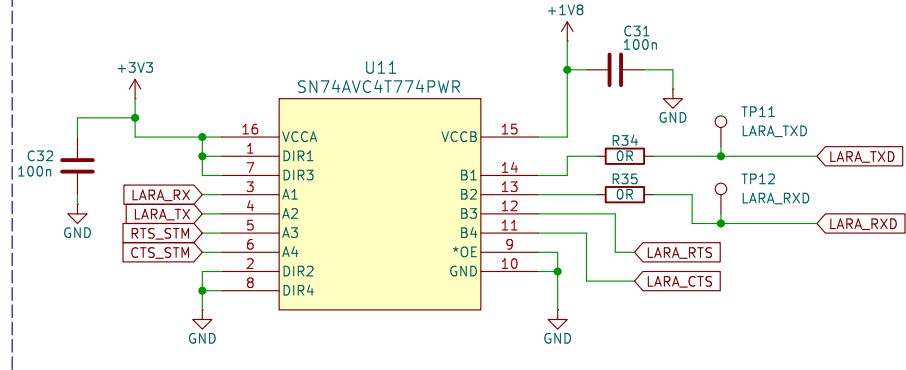 +1V8
C31
100n
GND
+3V3
U11
SN74AVC4T774PWR
C32
100n
GND
16 VCCA VCCB 15
1 DIR1
7 DIR3 B1 14
3 A1 B2 13
4 A2 B3 12
5 A3 B4 11
6 A4 *OE 9
2 DIR2 GND 10
8 DIR4
LARA_RX
LARA_TX
RTS_STM
CTS_STM
GND
GND
R34
0R
R35
0R
TP11
LARA_TXD
LARA_TXD
TP12
LARA_RXD
LARA_RXD
LARA_RTS
LARA_CTS